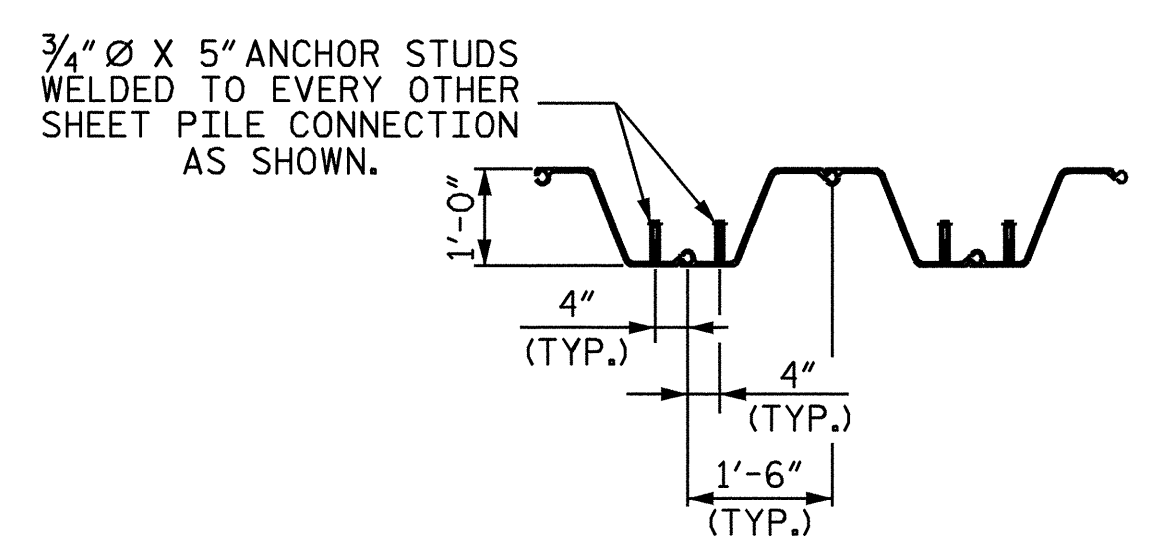 3/4" Ø X 5" ANCHOR STUDS
WELDED TO EVERY OTHER
SHEET PILE CONNECTION
AS SHOWN.
1'-0"
4"
(TYP.)
4"
(TYP.)
1'-6"
(TYP.)